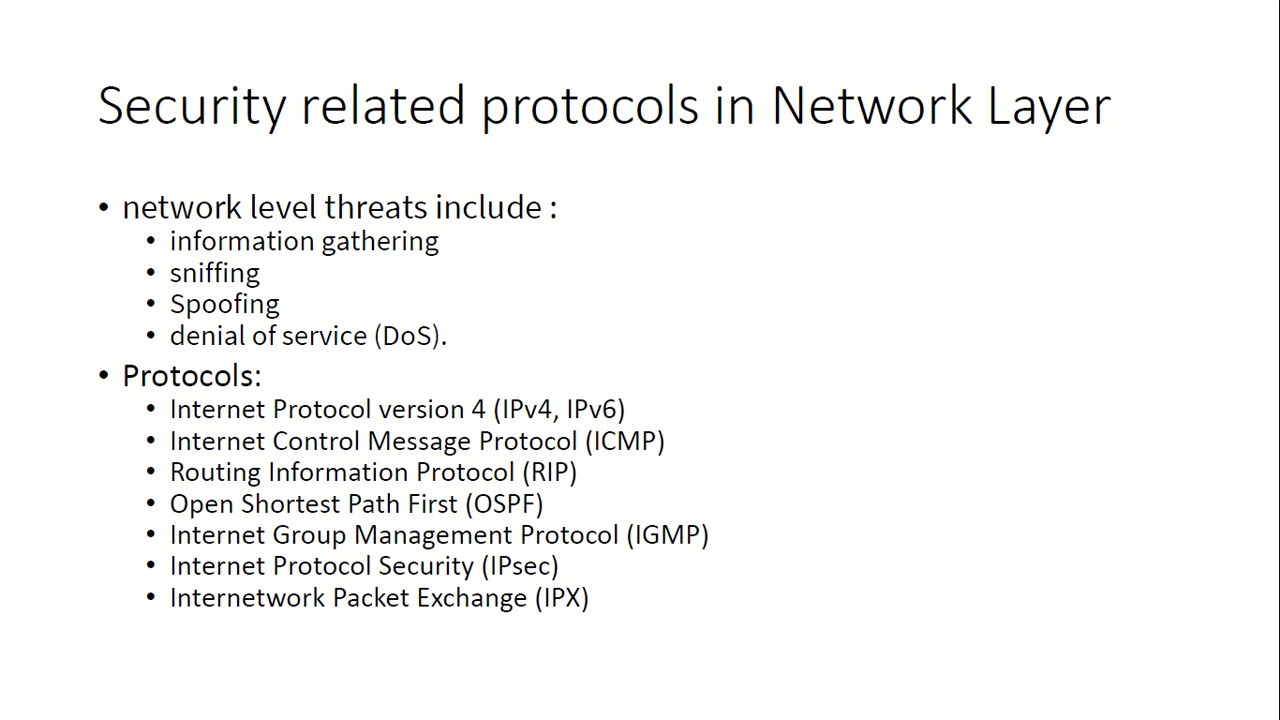 Security related protocols in Network Layer
• network level threats include :
• information gathering
• sniffing
• Spoofing
• denial of service (DoS).
• Protocols:
• Internet Protocol version 4 (IPv4, IPv6)
• Internet Control Message Protocol (ICMP)
• Routing Information Protocol (RIP)
• Open Shortest Path First (OSPF)
• Internet Group Management Protocol (IGMP)
• Internet Protocol Security (IPsec)
• Internetwork Packet Exchange (IPX)